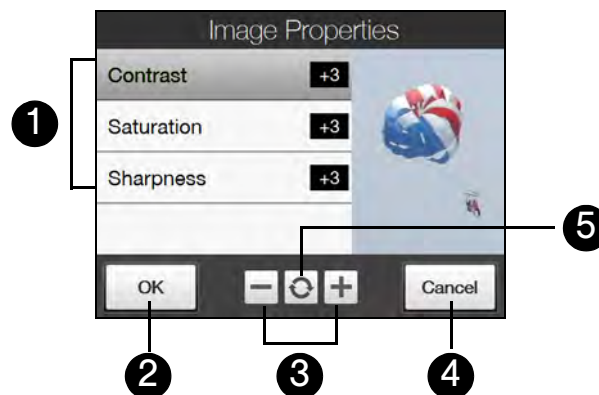 Image Properties
Contrast +3
Saturation +3
Sharpness +3
OK
Cancel
1
2
3
4
5